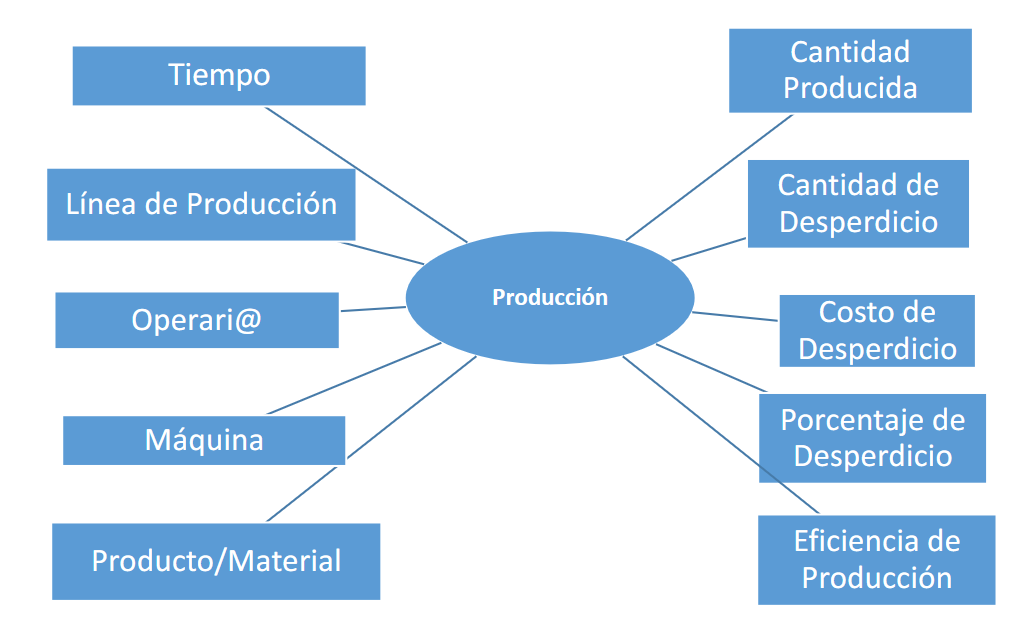 Tiempo
Línea de Producción
Operari@
Máquina
Producto/Material
Producción
Cantidad
Producida
Cantidad de
Desperdicio
Costo de
Desperdicio
Porcentaje de
Desperdicio
Eficiencia de
Producción